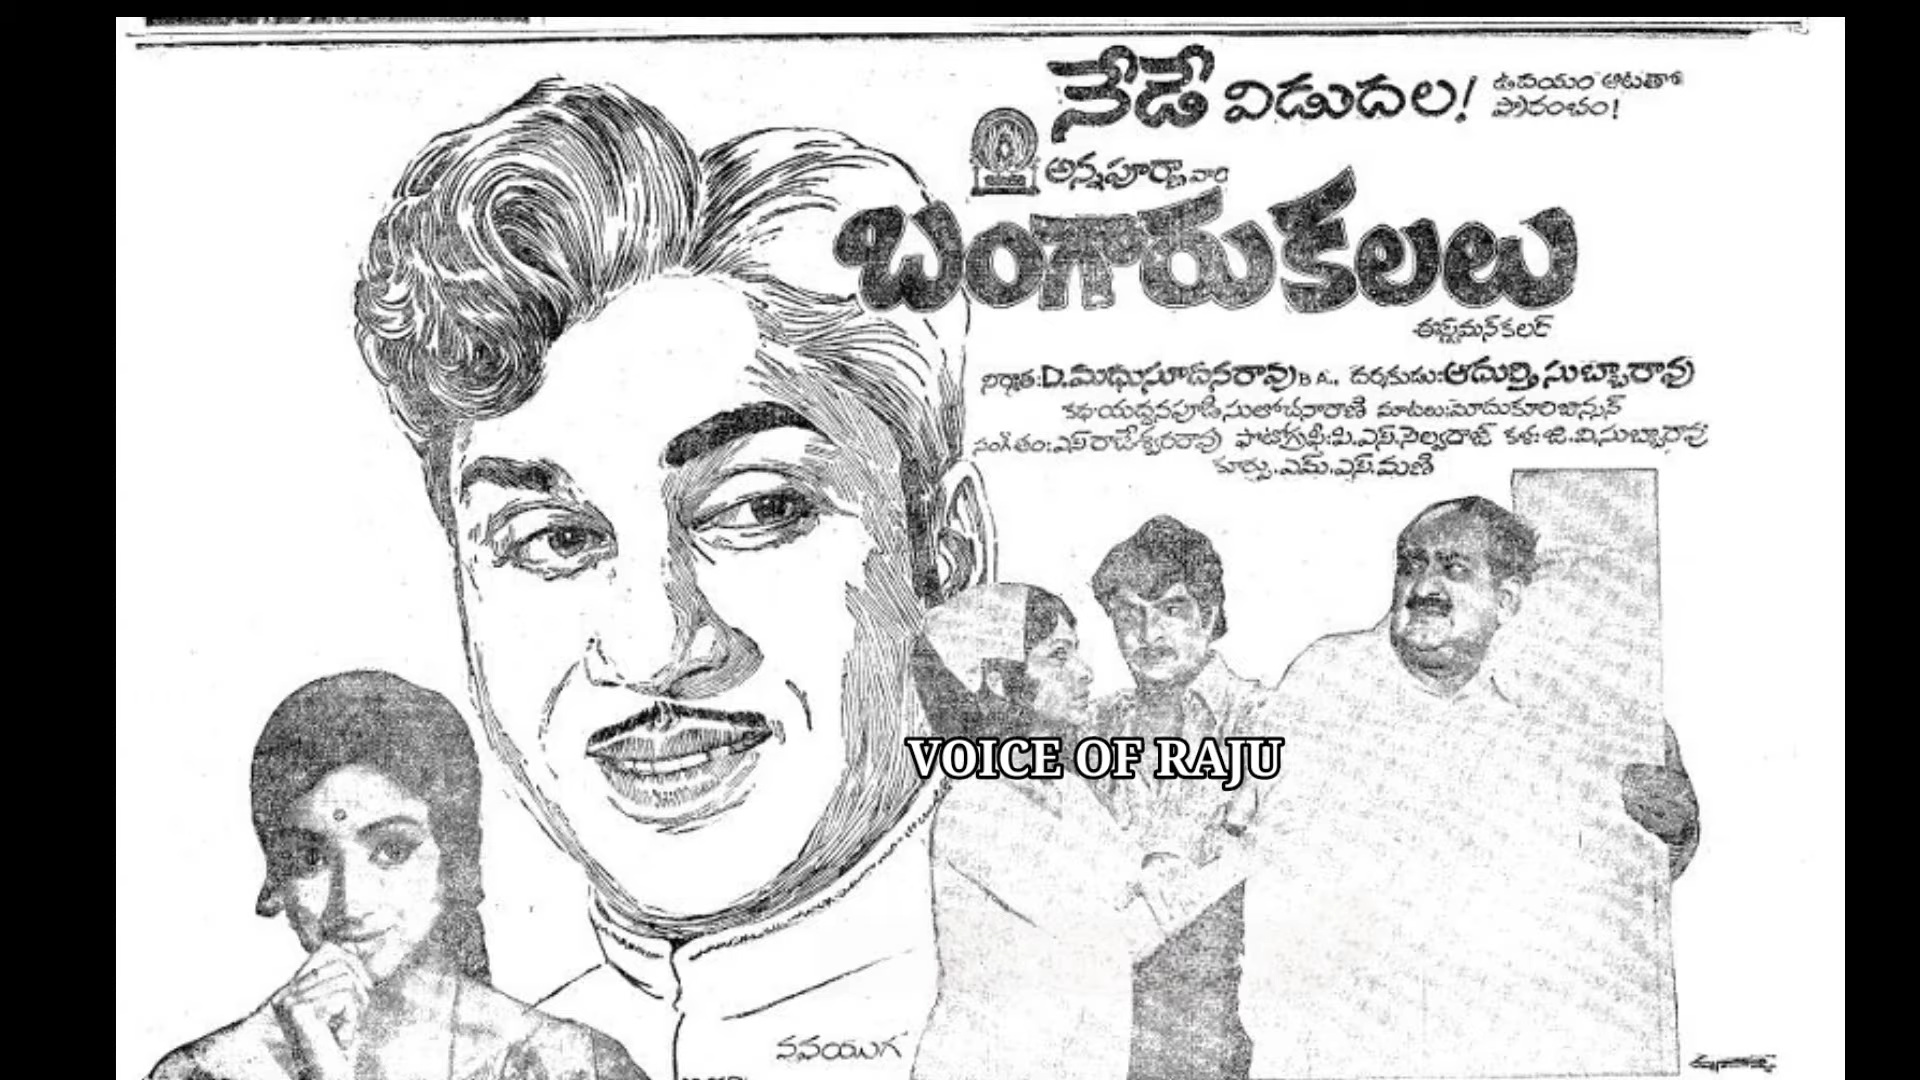 నేడే విడుదల! ఉదయం ఆటతో
ప్రారంభం!
అన్నపూర్ణా వారి
బంగారు కలలు
ఈస్ట్‌మన్ కలర్
నిర్మాత: D. మధుసూదనరావు B.A., దర్శకుడు: ఆదుర్తి సుబ్బారావు
కథ: యద్దనపూడి సులోచనారాణి మాటలు: మోదుకూరి జాన్సన్
సంగీతం: ఎస్ రాజేశ్వరరావు ఫోటోగ్రఫీ: పి.ఎస్. సెల్వరాజ్ కళ: జి.వి. సుబ్బారావు
కూర్పు. ఎమ్.ఎస్. మణి
VOICE OF RAJU
నవయుగ